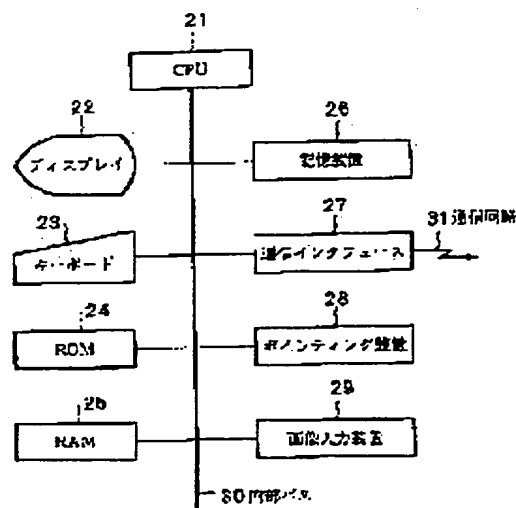 21
CPU
22
ディスプレイ
26
記憶装置
23
キーボード
27
通信インタフェース
31 通信回線
24
ROM
28
ポインティング装置
25
RAM
29
画像入力装置
30 内部バス